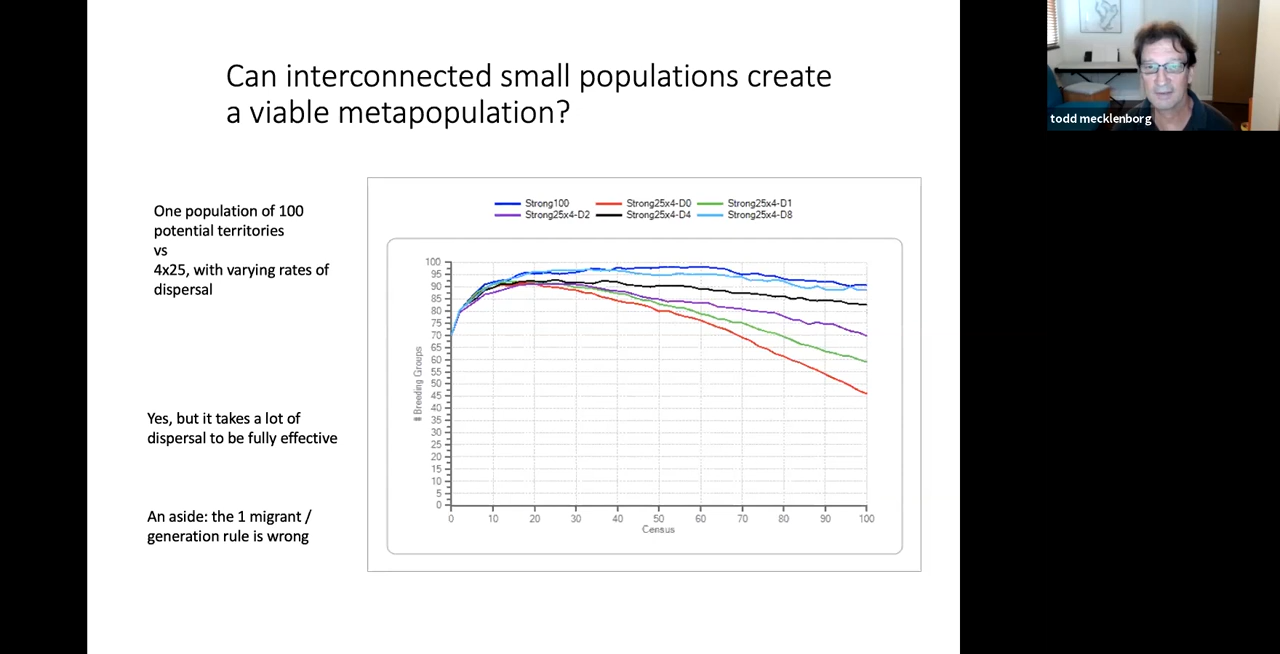 Can interconnected small populations create
a viable metapopulation?
todd mecklenborg
One population of 100
potential territories
vs
4x25, with varying rates of
dispersal
Yes, but it takes a lot of
dispersal to be fully effective
An aside: the 1 migrant /
generation rule is wrong
Strong100 Strong25x4-D0 Strong25x4-D1
Strong25x4-D2 Strong25x4-D4 Strong25x4-D8
# Breeding Groups
100
95
90
85
80
75
70
65
60
55
50
45
40
35
30
25
20
15
10
5
0
0 10 20 30 40 50 60 70 80 90 100
Census